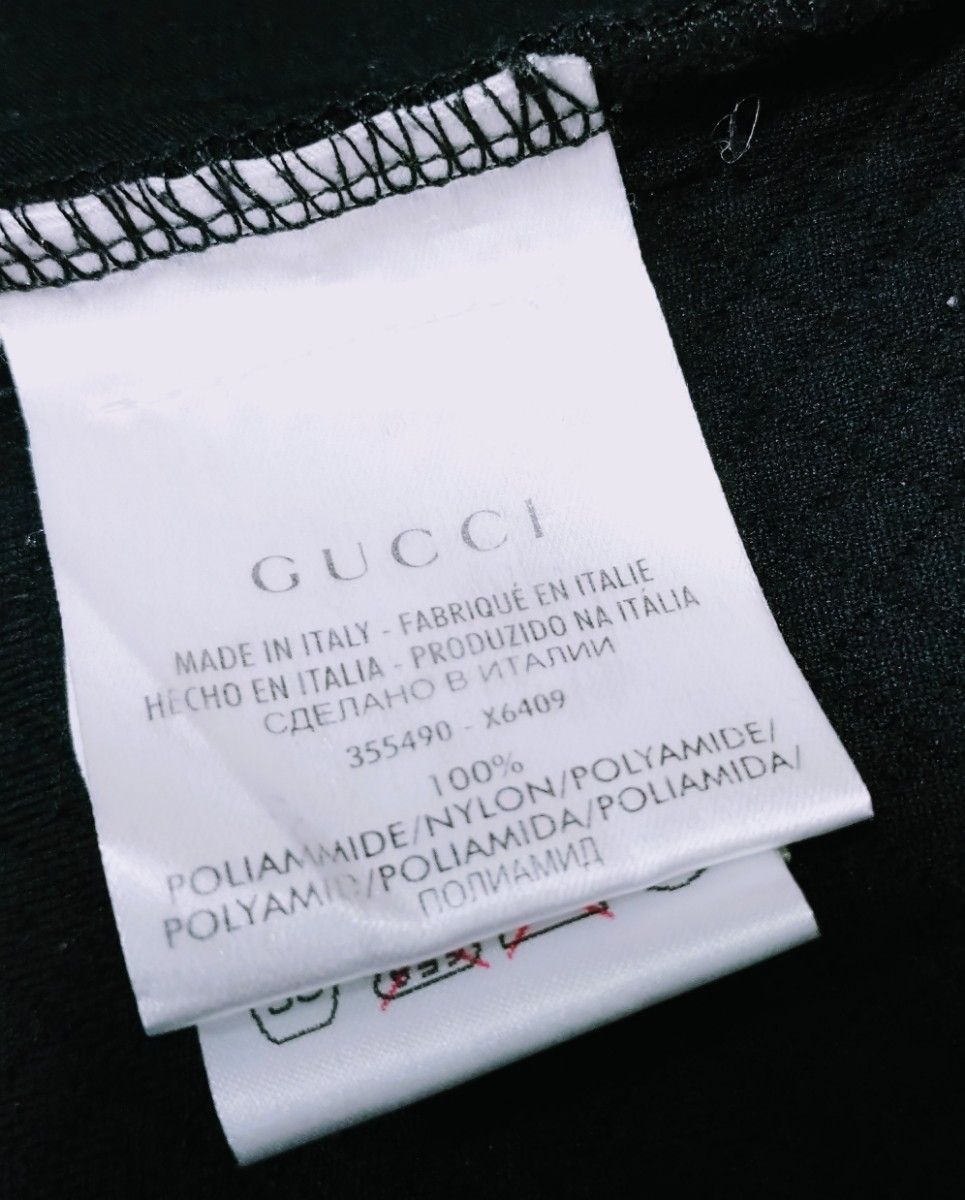 GUCCI
MADE IN ITALY - FABRIQUÉ EN ITALIE
HECHO EN ITALIA - PRODUZIDO NA ITÁLIA
СДЕЛАНО В ИТАЛИИ
355490 - X6409
100%
POLIAMMIDE/NYLON/POLYAMIDE/
POLYAMID/POLIAMIDA/POLIAMIDA/
ПОЛИАМИД